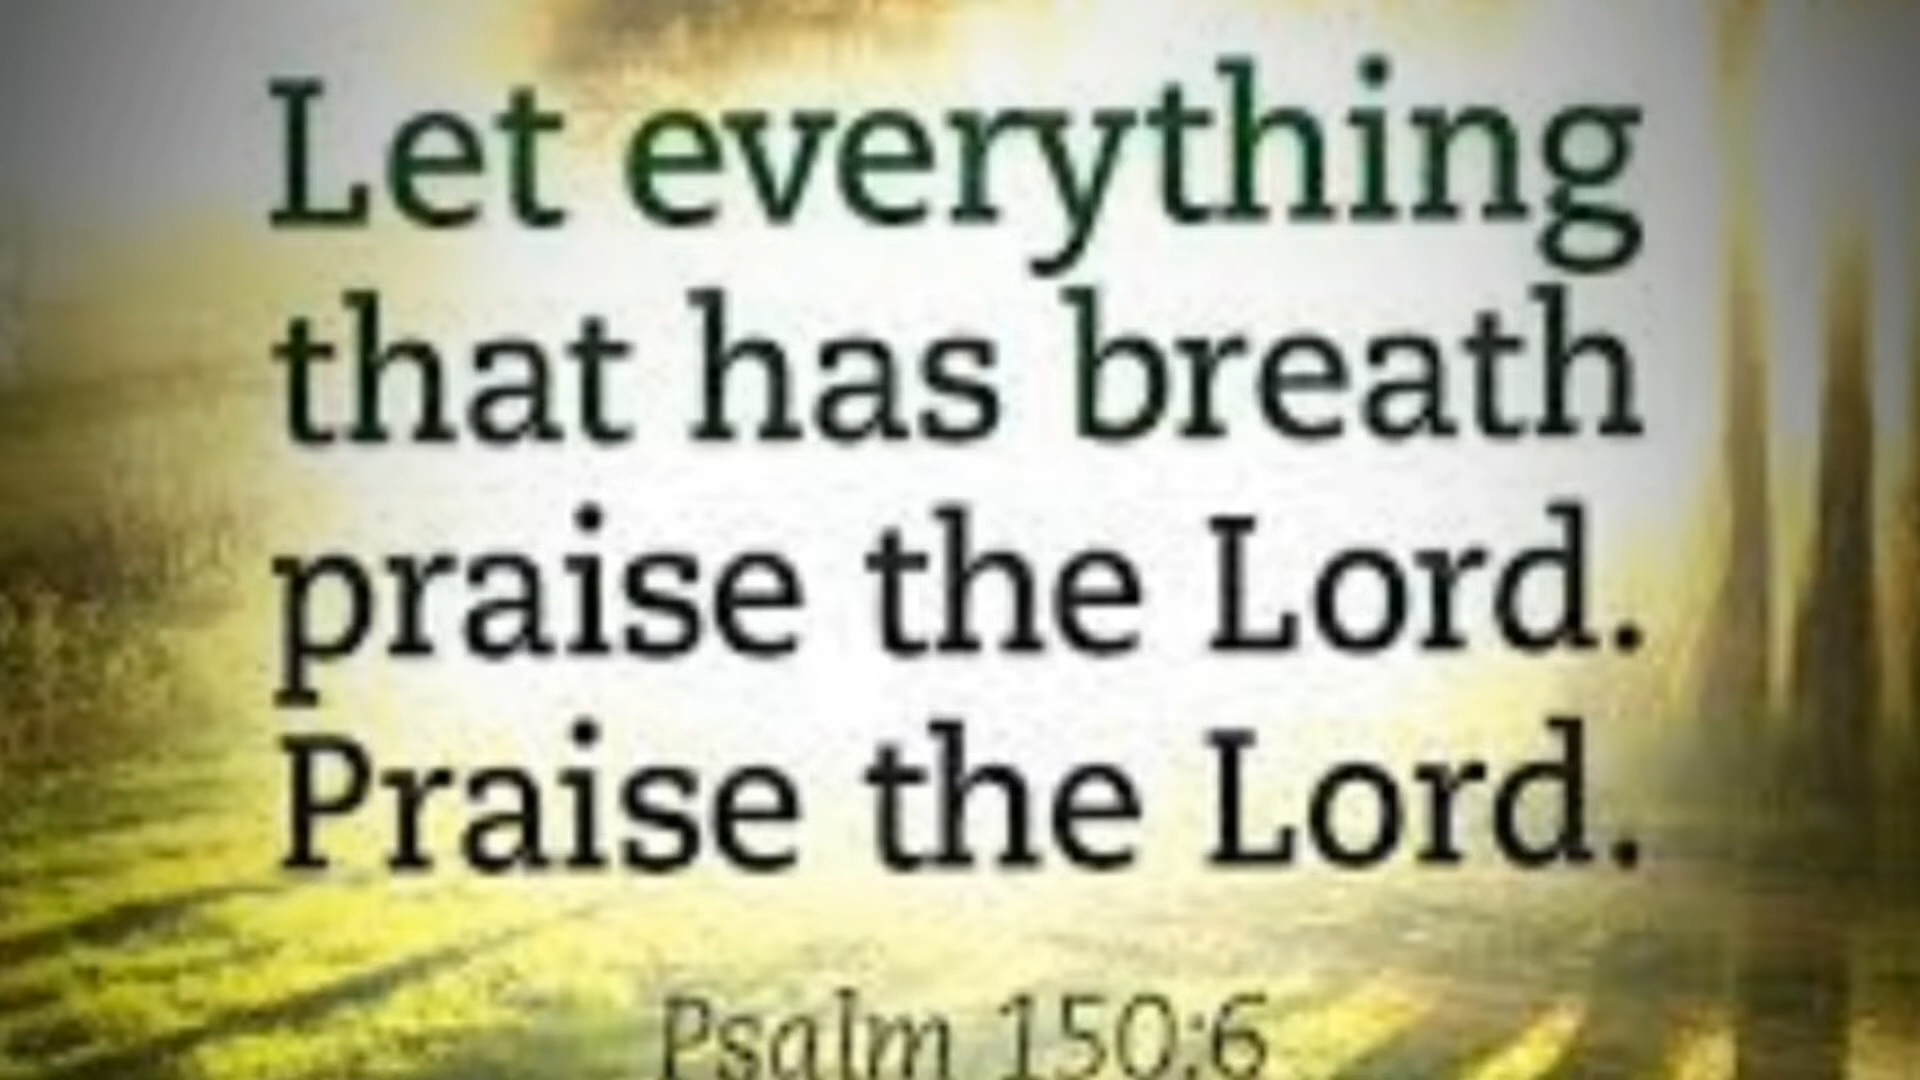 Let everything
that has breath
praise the Lord.
Praise the Lord.
Psalm 150:6